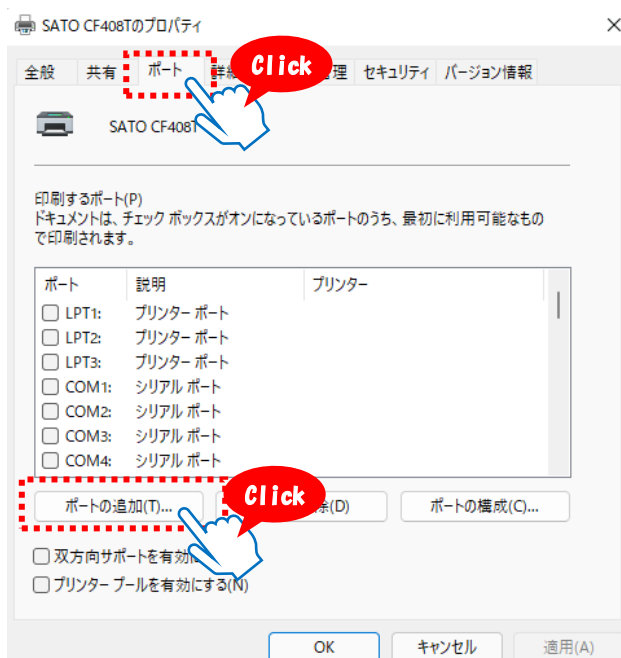 SATO CF408Tのプロパティ
全般 共有 ポート 詳 理 セキュリティ バージョン情報
Click
SATO CF408T
印刷するポート(P)
ドキュメントは、チェック ボックスがオンになっているポートのうち、最初に利用可能なもの
で印刷されます。
ポート 説明 プリンター
LPT1: プリンター ポート
LPT2: プリンター ポート
LPT3: プリンター ポート
COM1: シリアル ポート
COM2: シリアル ポート
COM3: シリアル ポート
COM4: シリアル ポート
Click
ポートの追加(T)... (D) ポートの構成(C)...
双方向サポートを有効
プリンター プールを有効にする(N)
OK キャンセル 適用(A)